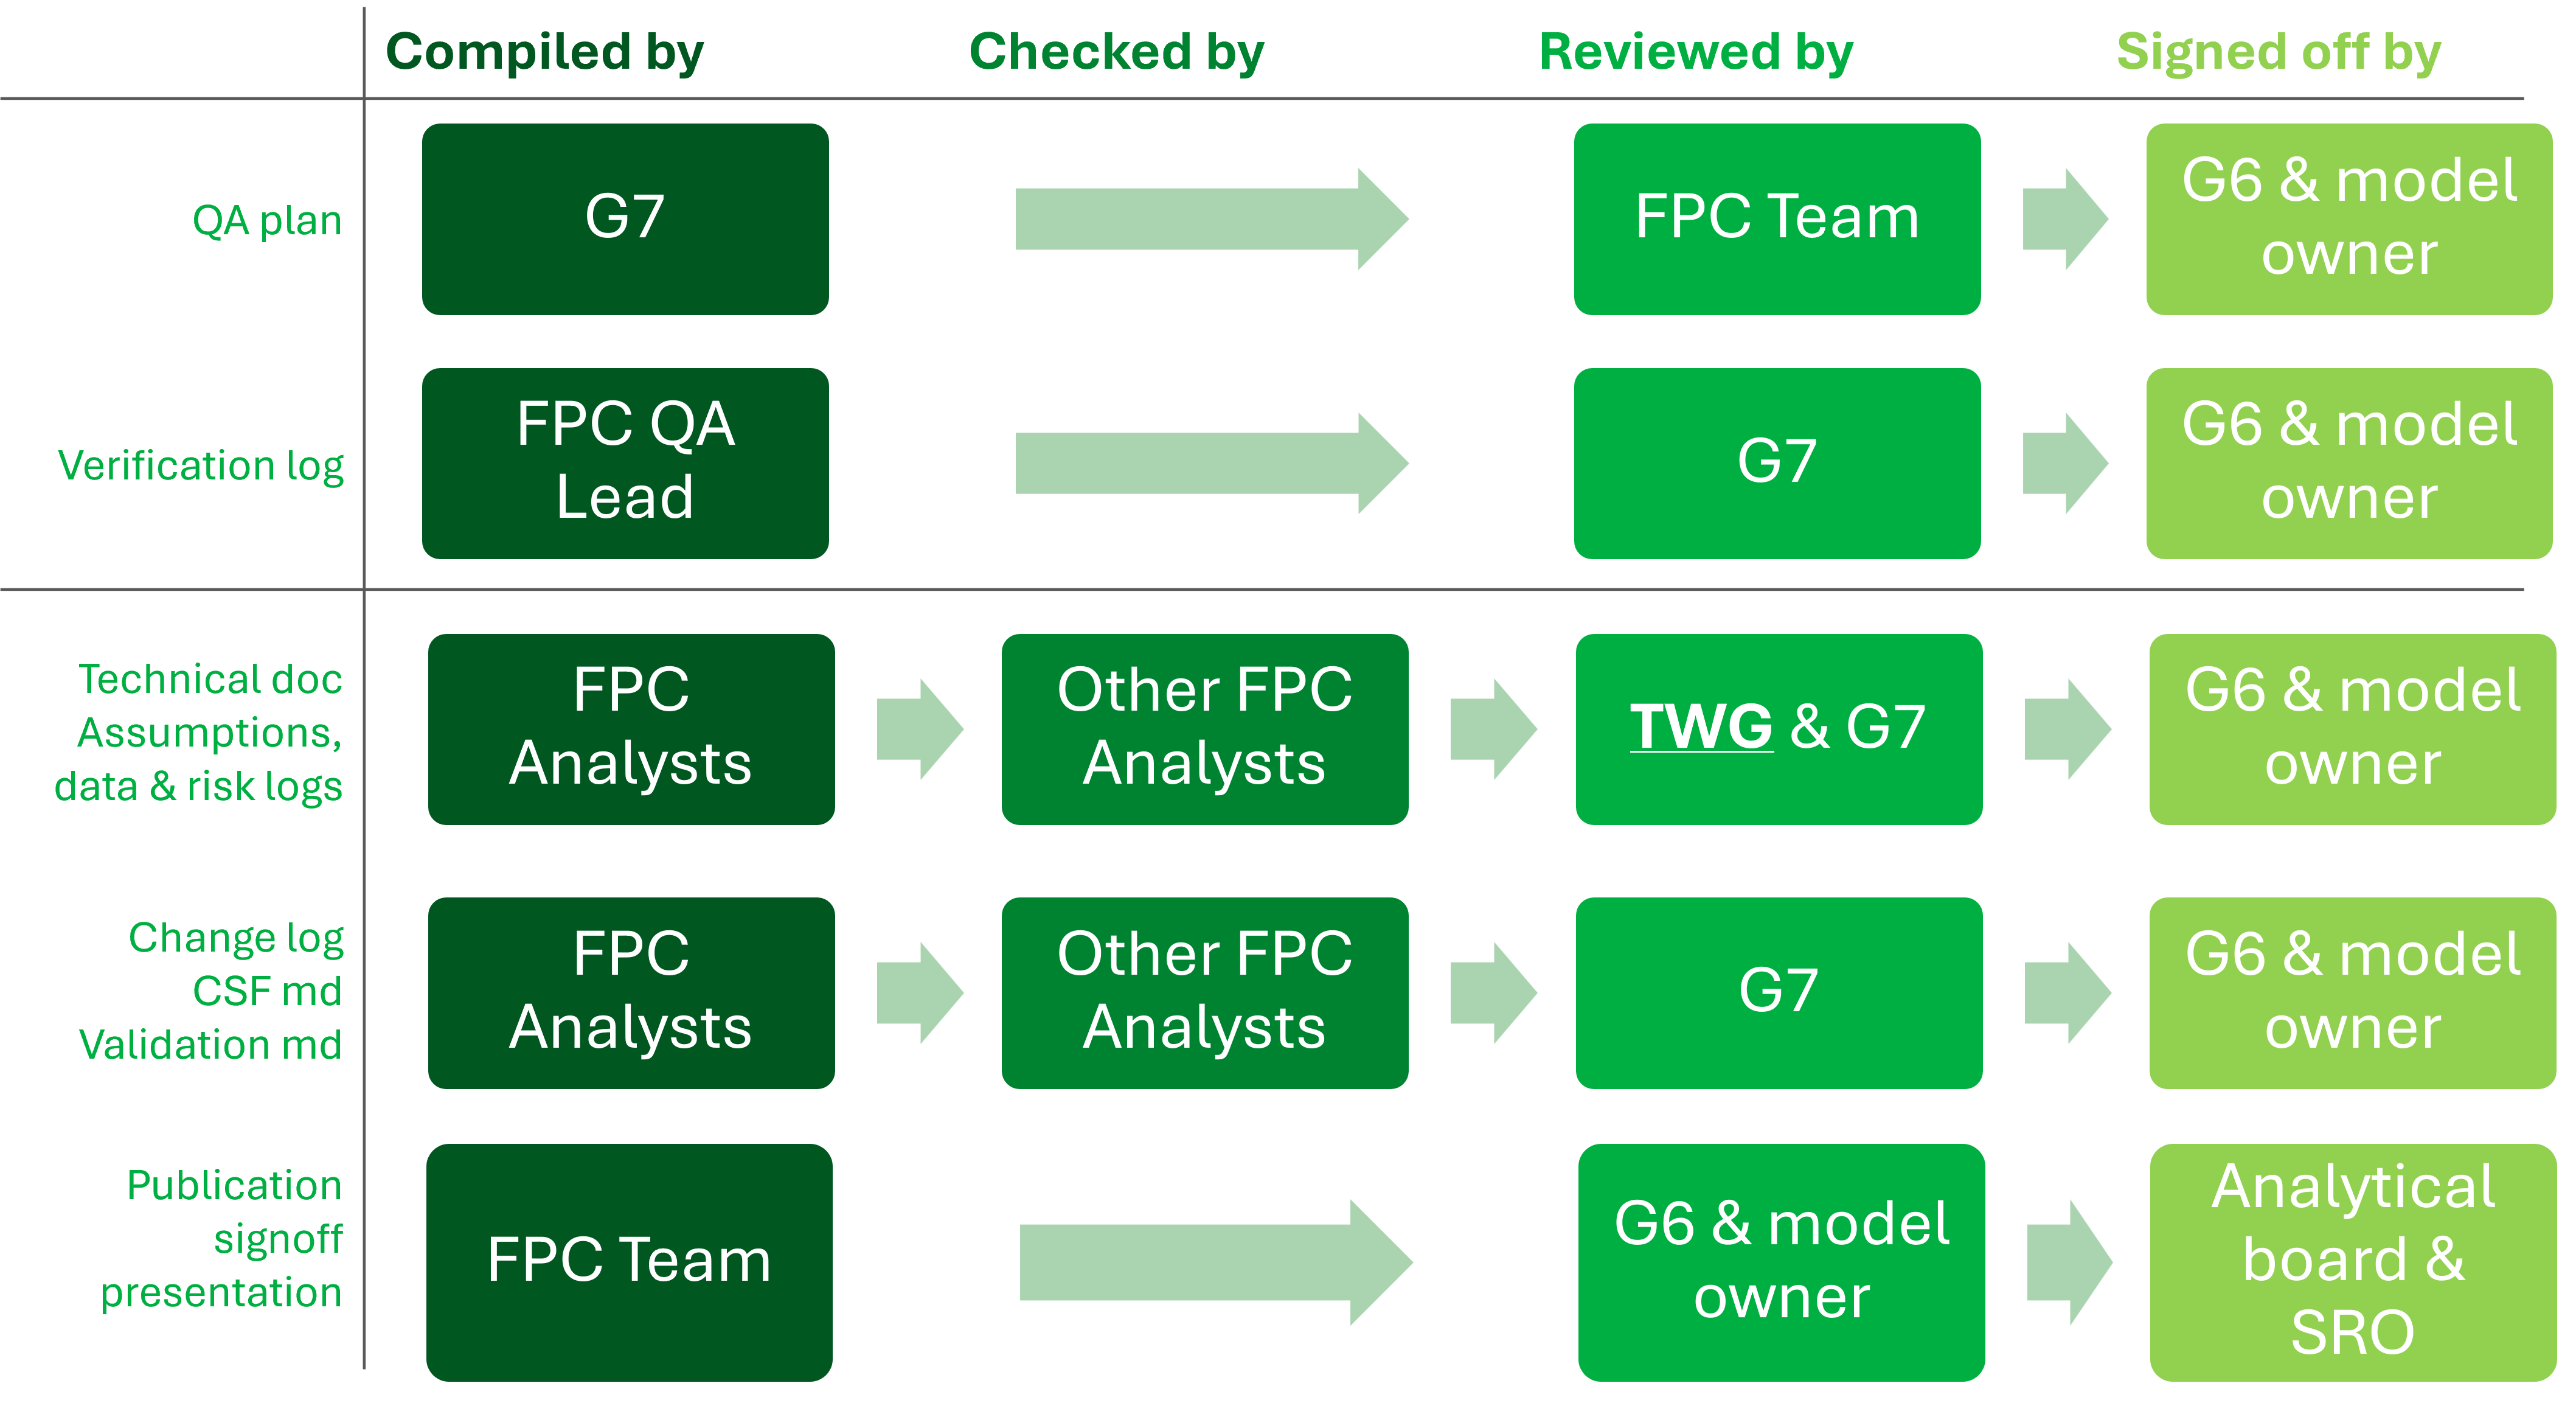 Compiled by
Checked by
Reviewed by
Signed off by
QA plan
G7
FPC Team
G6 & model
owner
Verification log
FPC QA
Lead
G7
G6 & model
owner
Technical doc
Assumptions,
data & risk logs
FPC
Analysts
Other FPC
Analysts
TWG & G7
G6 & model
owner
Change log
CSF md
Validation md
FPC
Analysts
Other FPC
Analysts
G7
G6 & model
owner
Publication
signoff
presentation
FPC Team
G6 & model
owner
Analytical
board &
SRO